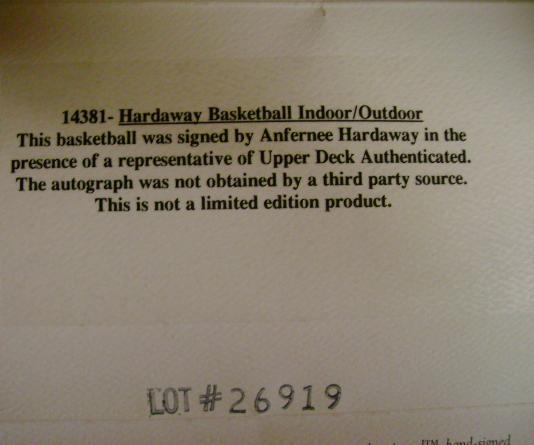 14381- Hardaway Basketball Indoor/Outdoor
This basketball was signed by Anfernee Hardaway in the
presence of a representative of Upper Deck Authenticated.
The autograph was not obtained by a third party source.
This is not a limited edition product.
LOT # 26919
hand-signed